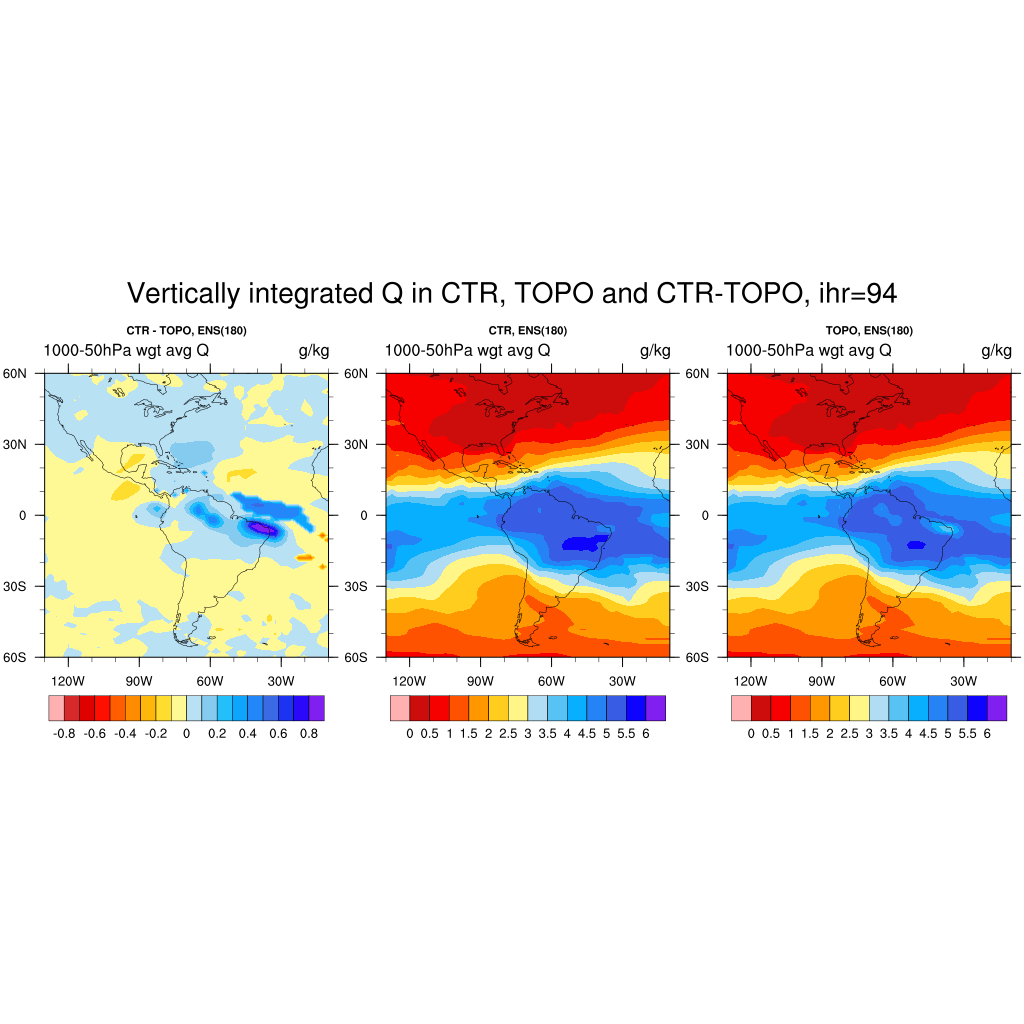 Vertically integrated Q in CTR, TOPO and CTR-TOPO, ihr=94
CTR - TOPO, ENS(180)
1000-50hPa wgt avg Q g/kg
60N
30N
0
30S
60S
120W 90W 60W 30W
-0.8 -0.6 -0.4 -0.2 0 0.2 0.4 0.6 0.8
CTR, ENS(180)
1000-50hPa wgt avg Q g/kg
60N
30N
0
30S
60S
120W 90W 60W 30W
0 0.5 1 1.5 2 2.5 3 3.5 4 4.5 5 5.5 6
TOPO, ENS(180)
1000-50hPa wgt avg Q g/kg
60N
30N
0
30S
60S
120W 90W 60W 30W
0 0.5 1 1.5 2 2.5 3 3.5 4 4.5 5 5.5 6